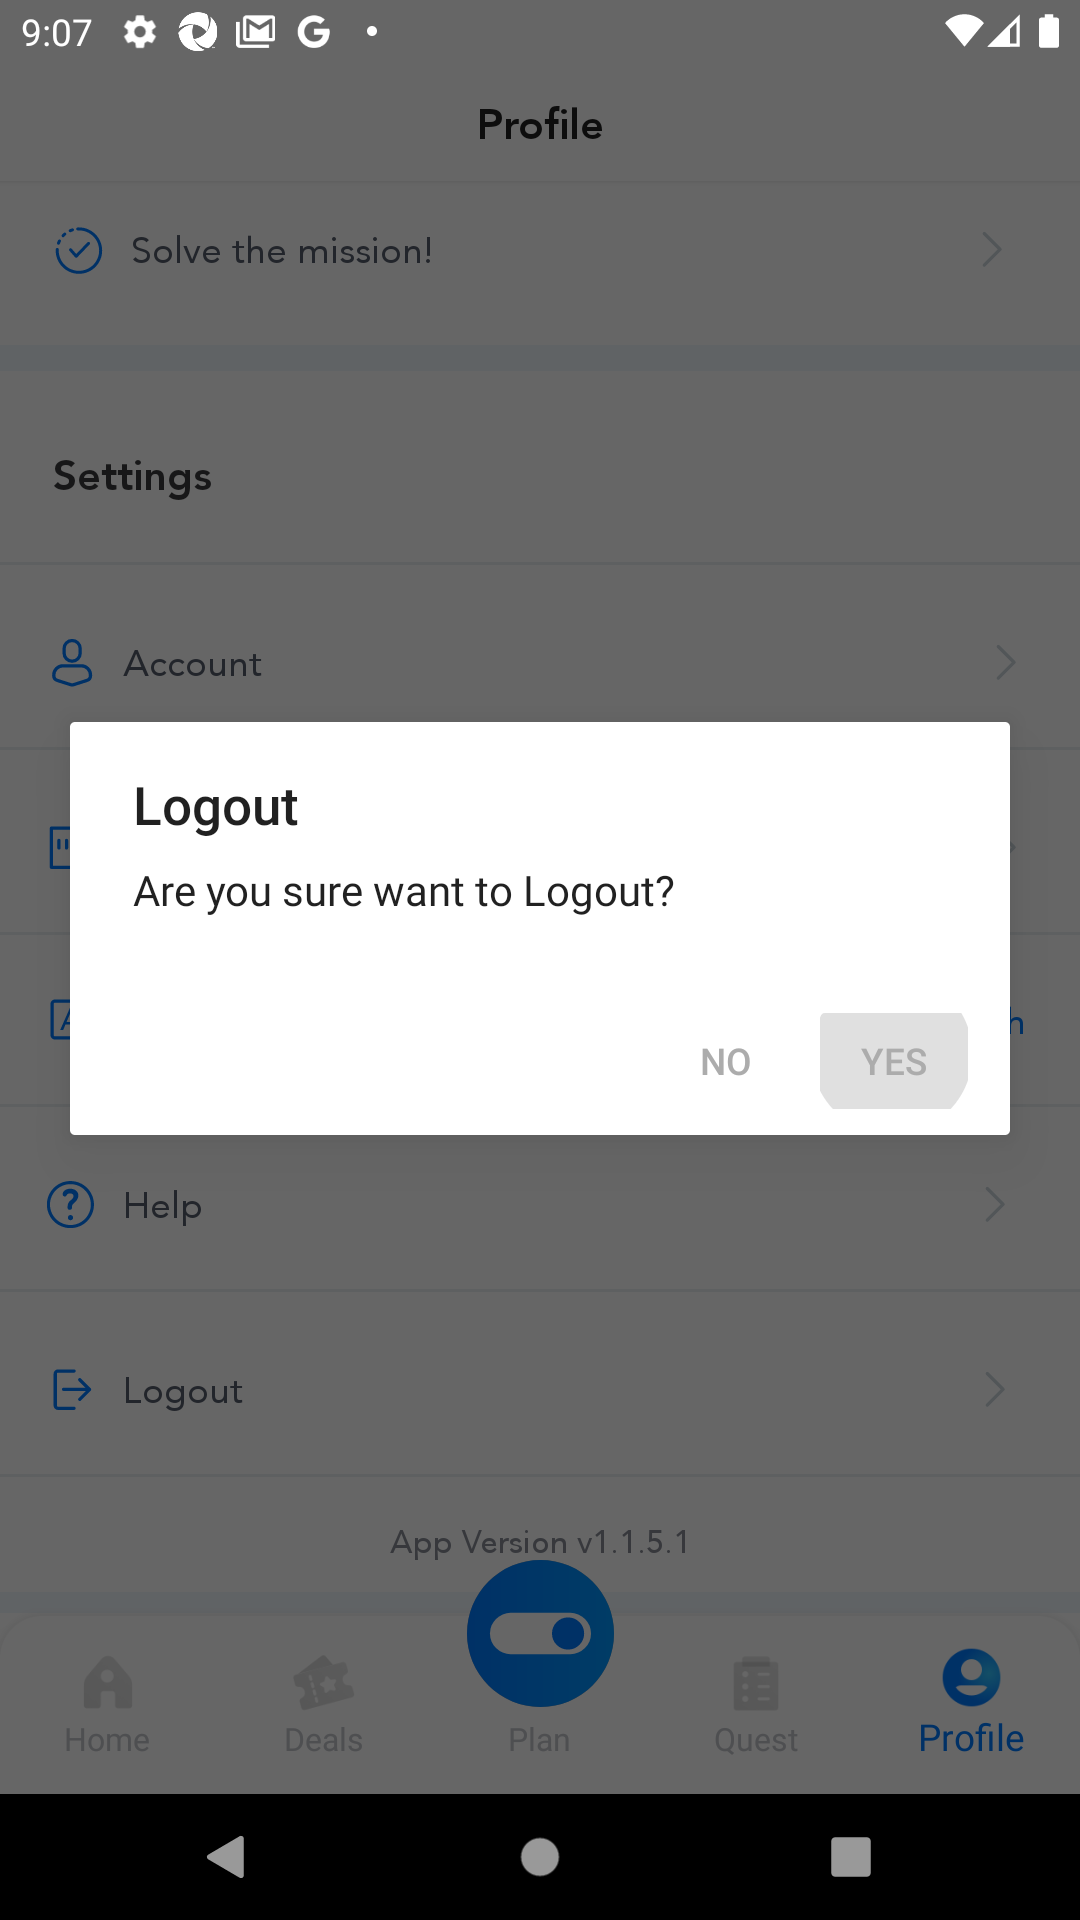 9:07
Profile
Solve the mission!
Settings
Account
Logout
Are you sure want to Logout?
NO
YES
Help
Logout
App Version v1.1.5.1
Home
Deals
Plan
Quest
Profile